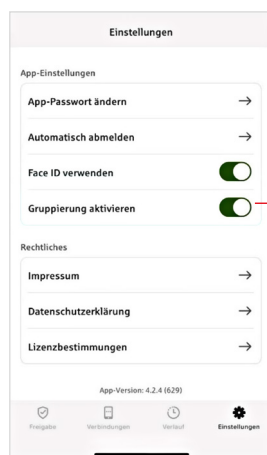 Einstellungen
App-Einstellungen
App-Passwort ändern
Automatisch abmelden
Face ID verwenden
Gruppierung aktivieren
Rechtliches
Impressum
Datenschutzerklärung
Lizenzbestimmungen
App-Version: 4.2.4 (629)
Freigabe Verbindungen Verlauf Einstellungen